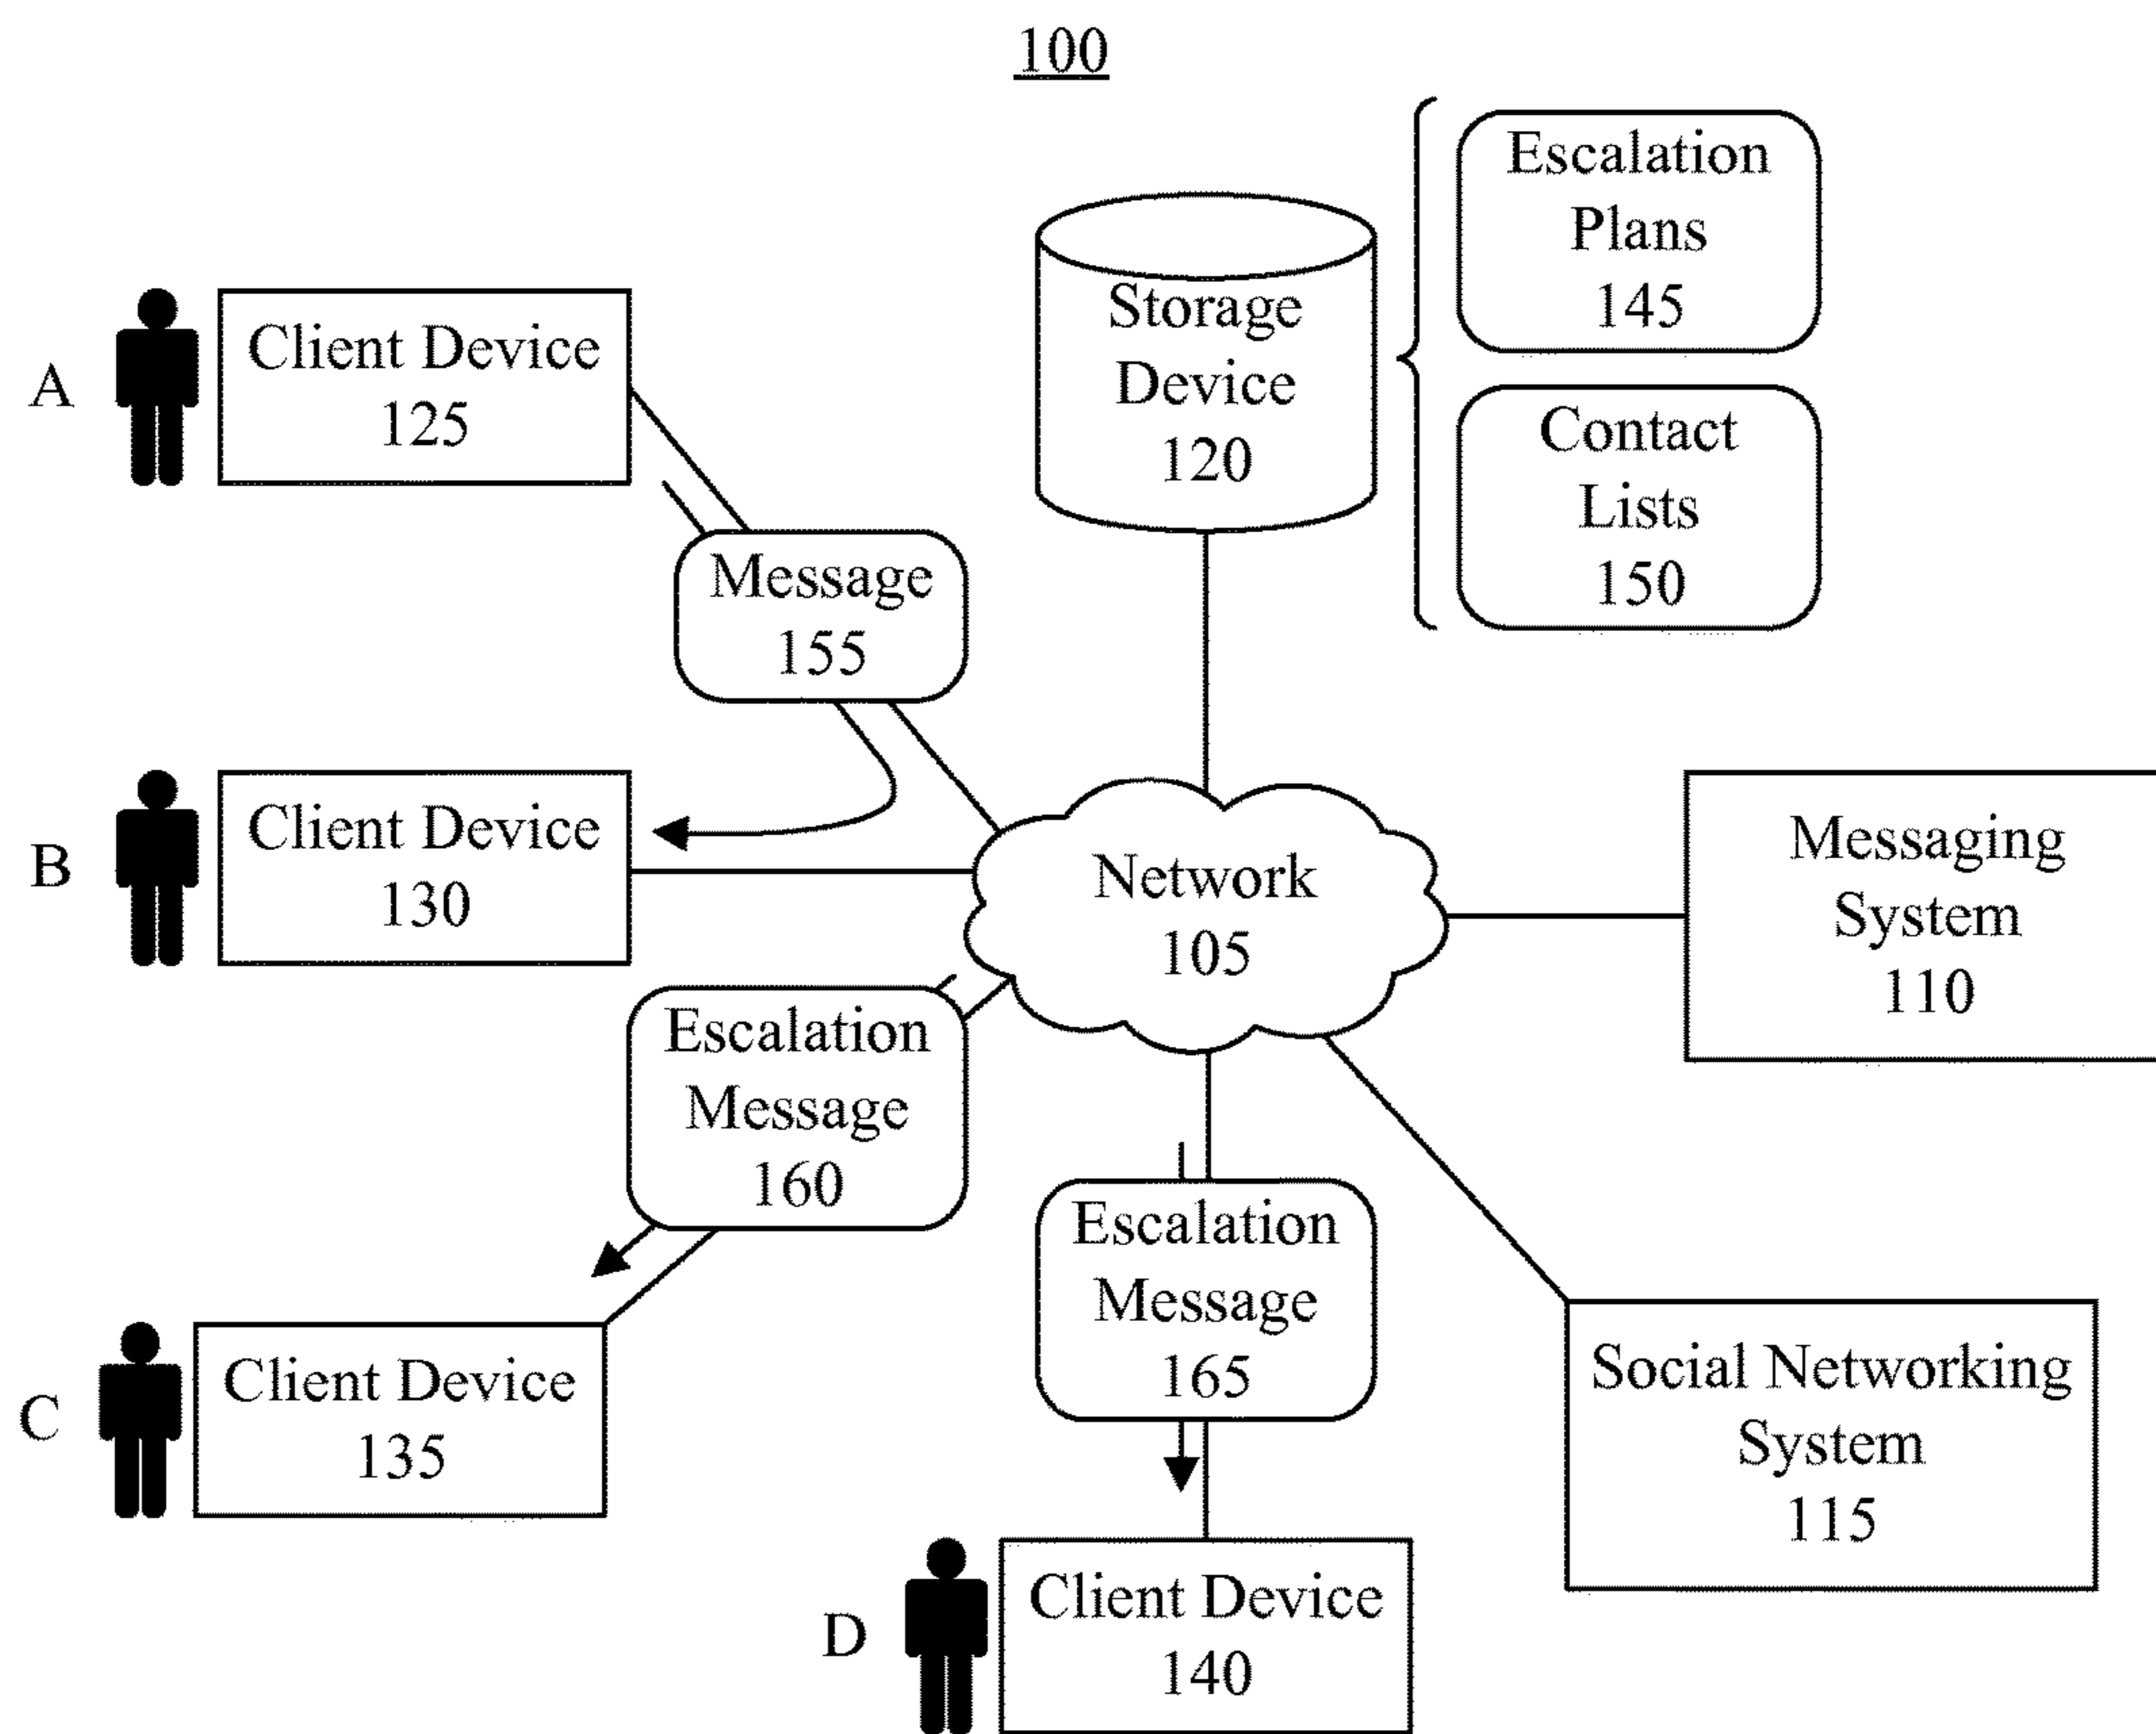 100
Escalation
Plans
145
Storage
Device
120
Contact
Lists
150
A
Client Device
125
Message
155
B
Client Device
130
Network
105
Messaging
System
110
Escalation
Message
160
Escalation
Message
165
C
Client Device
135
Social Networking
System
115
D
Client Device
140